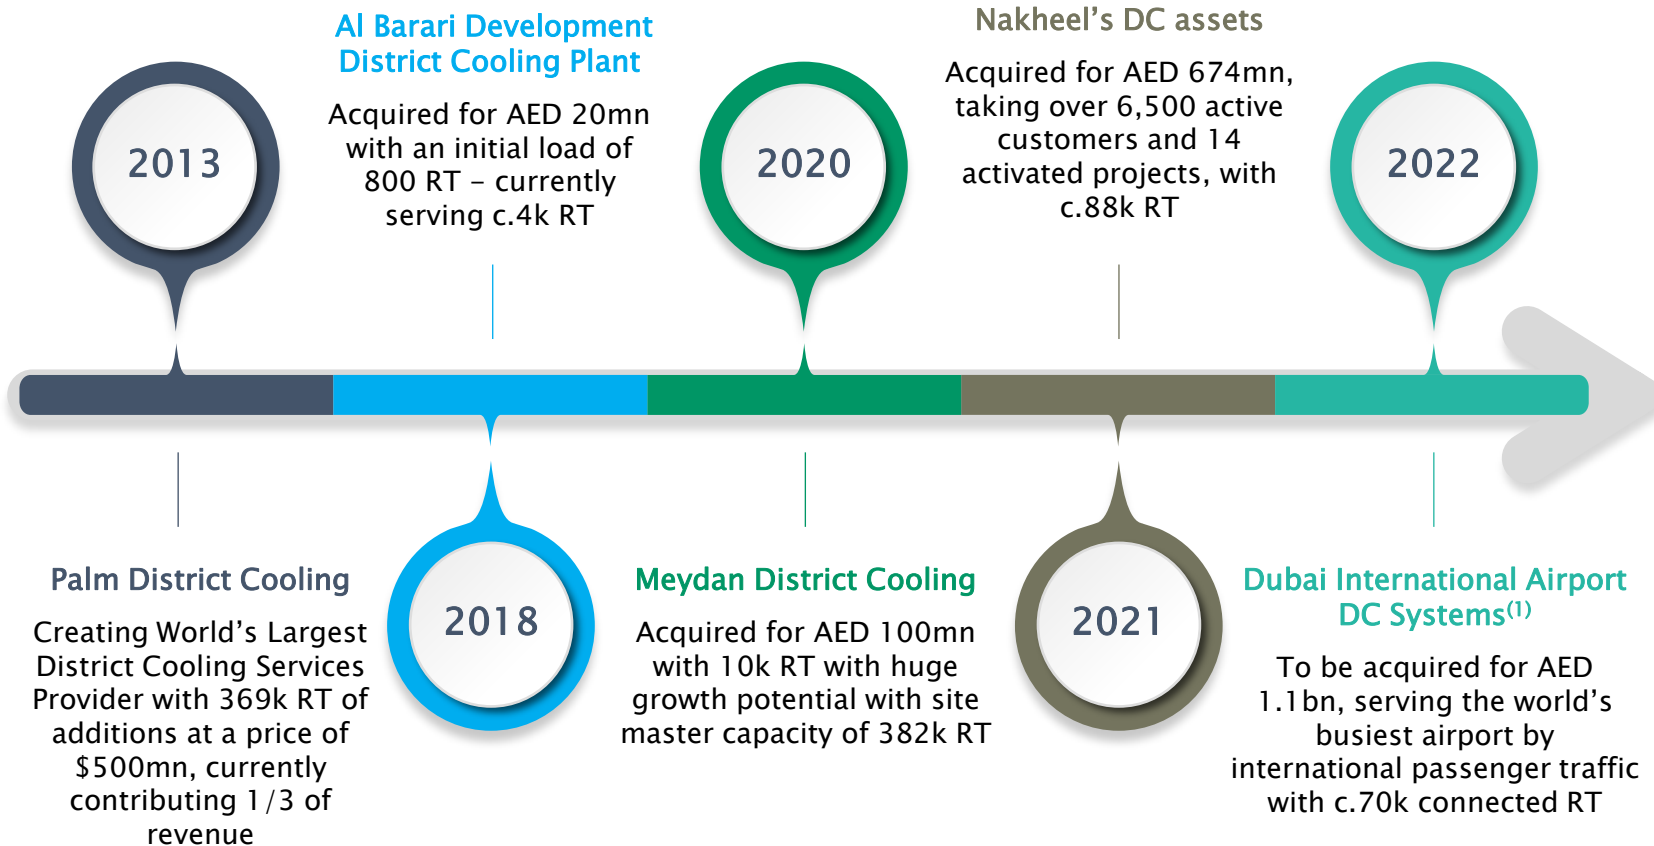 2013
Palm District Cooling
Creating World’s Largest
District Cooling Services
Provider with 369k RT of
additions at a price of
$500mn, currently
contributing 1/3 of
revenue
Al Barari Development
District Cooling Plant
Acquired for AED 20mn
with an initial load of
800 RT – currently
serving c.4k RT
2018
2020
Meydan District Cooling
Acquired for AED 100mn
with 10k RT with huge
growth potential with site
master capacity of 382k RT
Nakheel’s DC assets
Acquired for AED 674mn,
taking over 6,500 active
customers and 14
activated projects, with
c.88k RT
2021
2022
Dubai International Airport
DC Systems(1)
To be acquired for AED
1.1bn, serving the world’s
busiest airport by
international passenger traffic
with c.70k connected RT